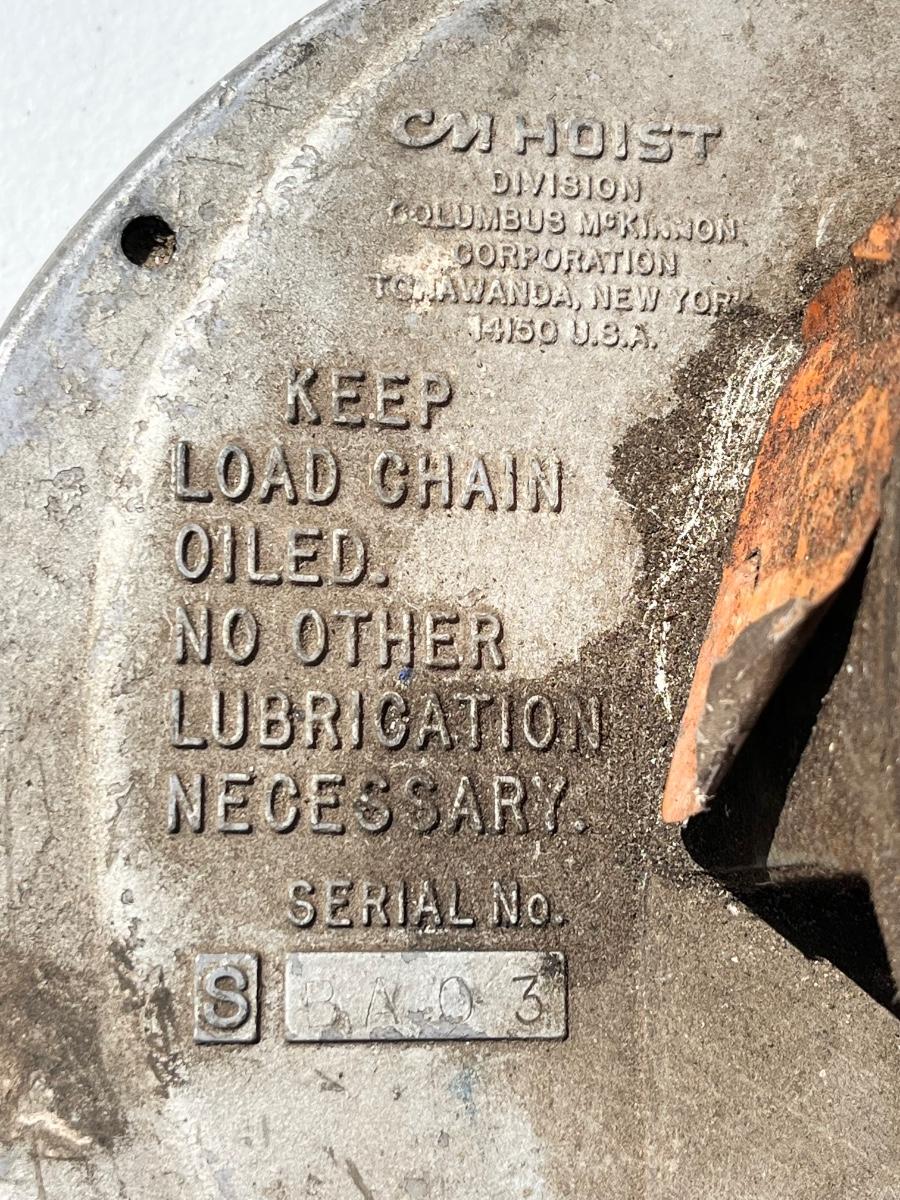 CM HOIST
DIVISION
COLUMBUS McKINNON
CORPORATION
TONAWANDA, NEW YORK
14150 U.S.A.
KEEP
LOAD CHAIN
OILED.
NO OTHER
LUBRICATION
NECESSARY.
SERIAL No.
S BA03